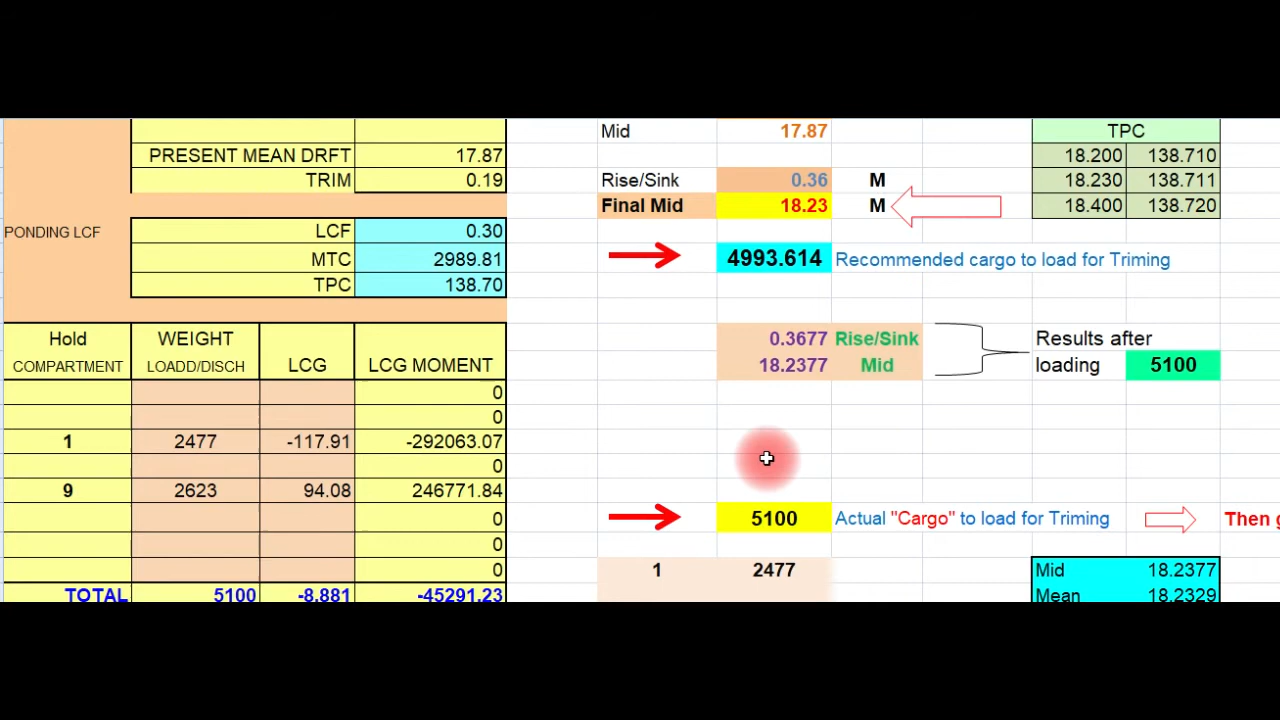 PRESENT MEAN DRFT 17.87
TRIM 0.19
PONDING LCF
LCF 0.30
MTC 2989.81
TPC 138.70
Hold WEIGHT
COMPARTMENT LOADD/DISCH LCG LCG MOMENT
0
0
1 2477 -117.91 -292063.07
0
9 2623 94.08 246771.84
0
0
0
TOTAL 5100 -8.881 -45291.23
Mid 17.87
Rise/Sink 0.36 M
Final Mid 18.23 M
4993.614 Recommended cargo to load for Triming
0.3677 Rise/Sink
18.2377 Mid
Results after
loading 5100
5100 Actual "Cargo" to load for Triming
Then g
1 2477
TPC
18.200 138.710
18.230 138.711
18.400 138.720
Mid 18.2377
Mean 18.2329